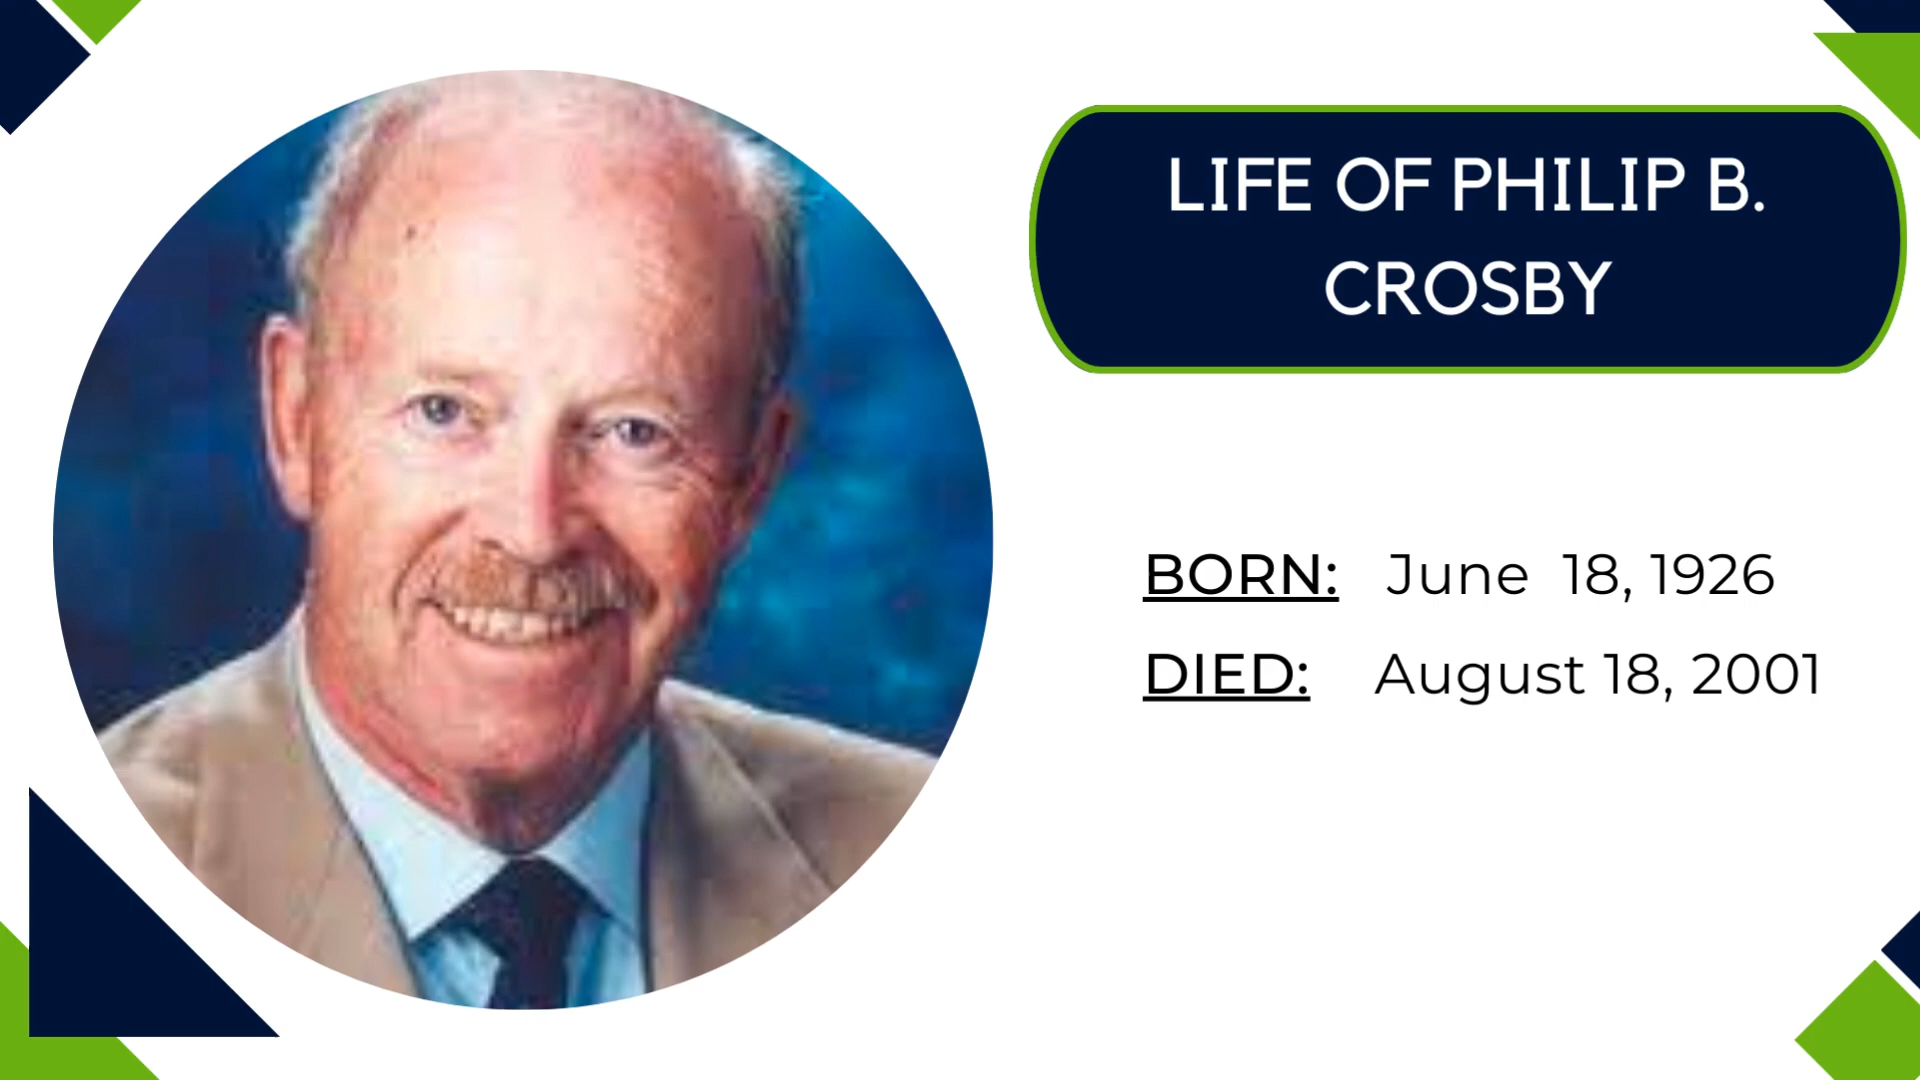 LIFE OF PHILIP B.
CROSBY
BORN: June 18, 1926
DIED: August 18, 2001